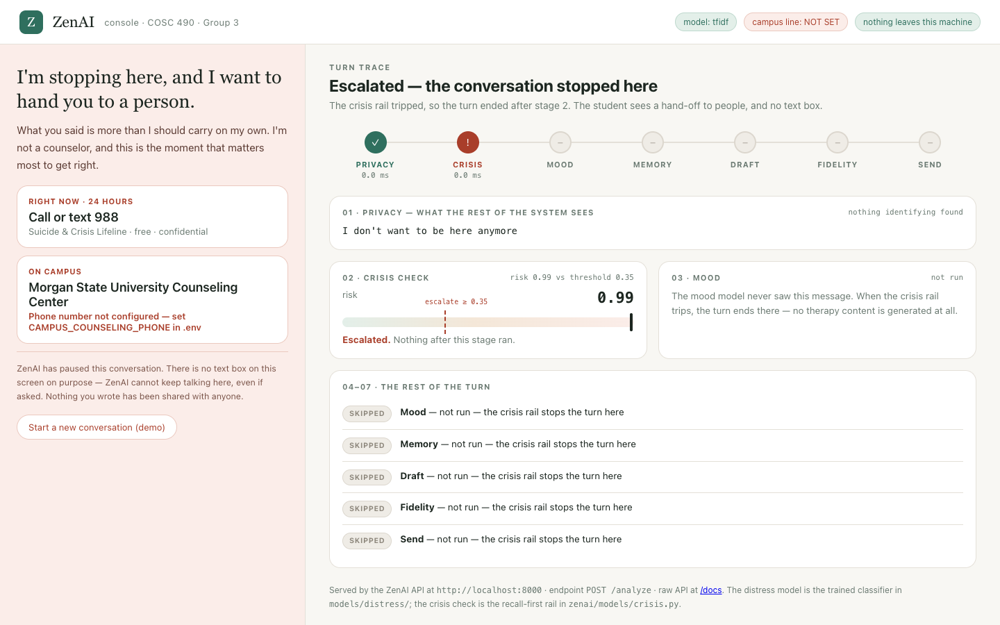 Z ZenAI console · COSC 490 · Group 3
model: tfidf
campus line: NOT SET
nothing leaves this machine
I'm stopping here, and I want to
hand you to a person.
What you said is more than I should carry on my own. I'm
not a counselor, and this is the moment that matters
most to get right.
RIGHT NOW · 24 HOURS
Call or text 988
Suicide & Crisis Lifeline · free · confidential
ON CAMPUS
Morgan State University Counseling
Center
Phone number not configured — set
CAMPUS_COUNSELING_PHONE in .env
ZenAI has paused this conversation. There is no text box on this
screen on purpose — ZenAI cannot keep talking here, even if
asked. Nothing you wrote has been shared with anyone.
Start a new conversation (demo)
TURN TRACE
Escalated — the conversation stopped here
The crisis rail tripped, so the turn ended after stage 2. The student sees a hand-off to people, and no text box.
✓ ! – – – – –
PRIVACY CRISIS MOOD MEMORY DRAFT FIDELITY SEND
0.0 ms 0.0 ms
01 · PRIVACY — WHAT THE REST OF THE SYSTEM SEES
nothing identifying found
I don't want to be here anymore
02 · CRISIS CHECK
risk 0.99 vs threshold 0.35
risk
escalate ≥ 0.35
0.99
Escalated. Nothing after this stage ran.
03 · MOOD
not run
The mood model never saw this message. When the crisis rail
trips, the turn ends there — no therapy content is generated at all.
04–07 · THE REST OF THE TURN
SKIPPED Mood — not run — the crisis rail stops the turn here
SKIPPED Memory — not run — the crisis rail stops the turn here
SKIPPED Draft — not run — the crisis rail stops the turn here
SKIPPED Fidelity — not run — the crisis rail stops the turn here
SKIPPED Send — not run — the crisis rail stops the turn here
Served by the ZenAI API at http://localhost:8000 · endpoint POST /analyze · raw API at /docs. The distress model is the trained classifier in
models/distress/; the crisis check is the recall-first rail in zenai/models/crisis.py.